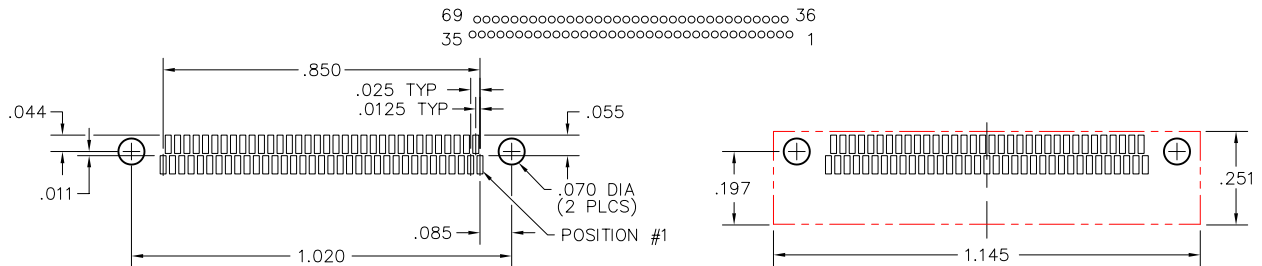 69 36
35 1
.850
.025 TYP
.0125 TYP
.044
.055
.011
.070 DIA
(2 PLCS)
.085
POSITION #1
1.020
.197
.251
1.145